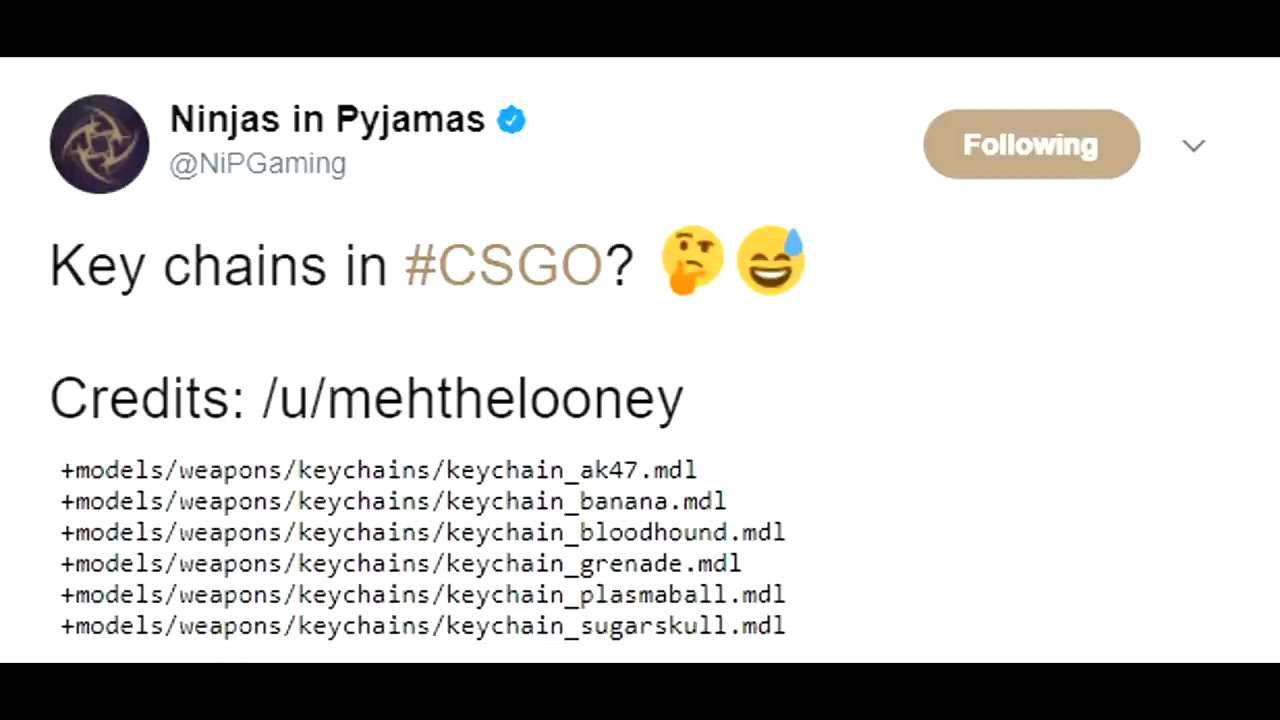 Ninjas in Pyjamas
@NiPGaming
Following
Key chains in #CSGO? 🤔😅
Credits: /u/mehthelooney
+models/weapons/keychains/keychain_ak47.mdl
+models/weapons/keychains/keychain_banana.mdl
+models/weapons/keychains/keychain_bloodhound.mdl
+models/weapons/keychains/keychain_grenade.mdl
+models/weapons/keychains/keychain_plasmaball.mdl
+models/weapons/keychains/keychain_sugarskull.mdl